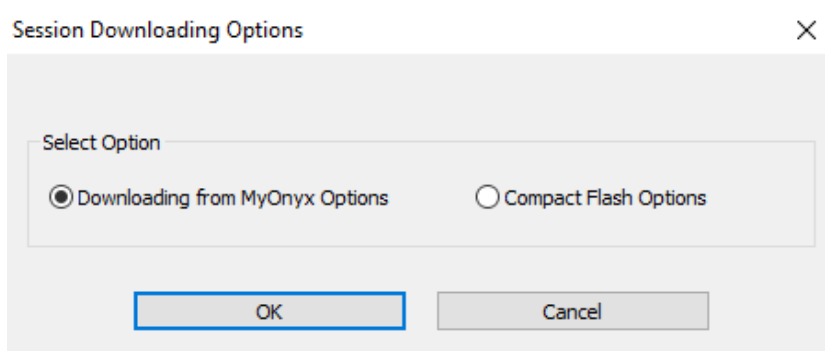 Session Downloading Options
Select Option
Downloading from MyOnyx Options Compact Flash Options
OK Cancel